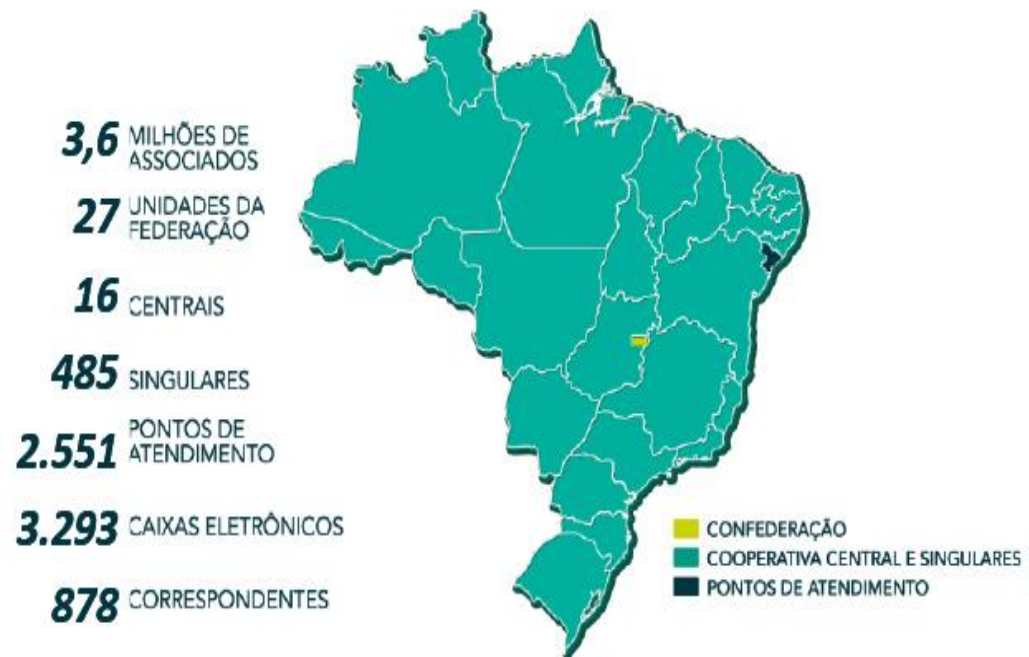 3,6 MILHÕES DE
ASSOCIADOS
27 UNIDADES DA
FEDERAÇÃO
16 CENTRAIS
485 SINGULARES
2.551 PONTOS DE
ATENDIMENTO
3.293 CAIXAS ELETRÔNICOS
878 CORRESPONDENTES
CONFEDERAÇÃO
COOPERATIVA CENTRAL E SINGULARES
PONTOS DE ATENDIMENTO